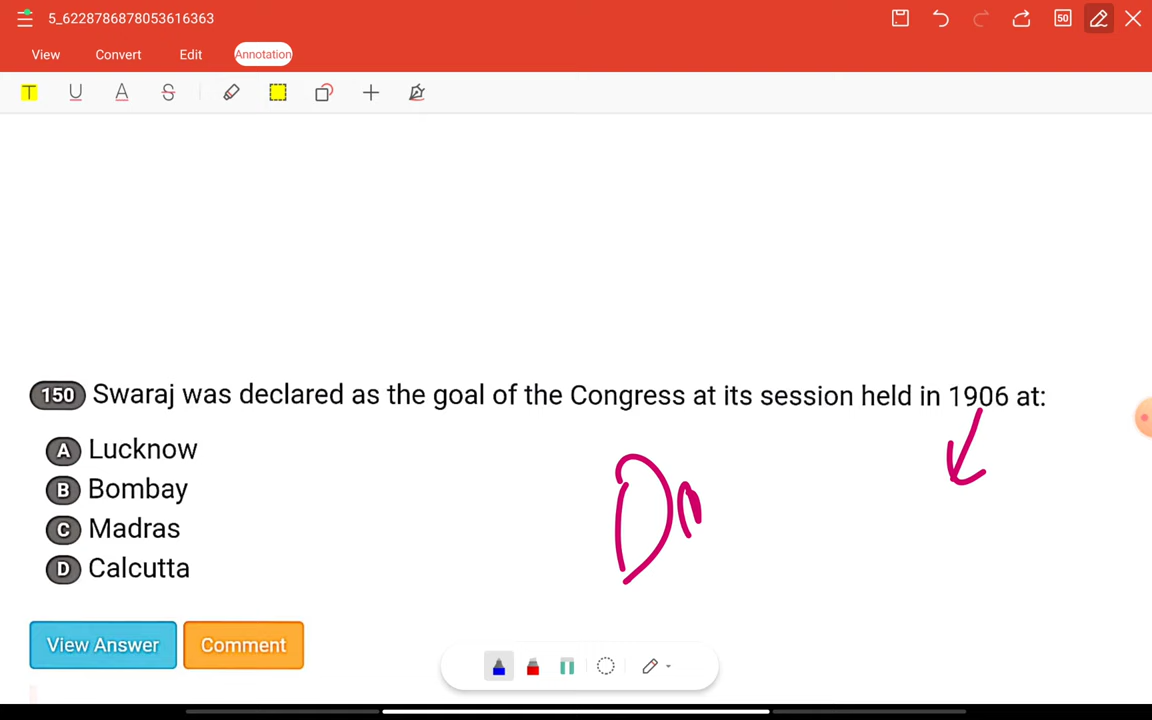 5_6228786878053616363
50
View Convert Edit Annotation
T U A S
150 Swaraj was declared as the goal of the Congress at its session held in 1906 at:
A Lucknow
B Bombay
C Madras
D Calcutta
View Answer Comment